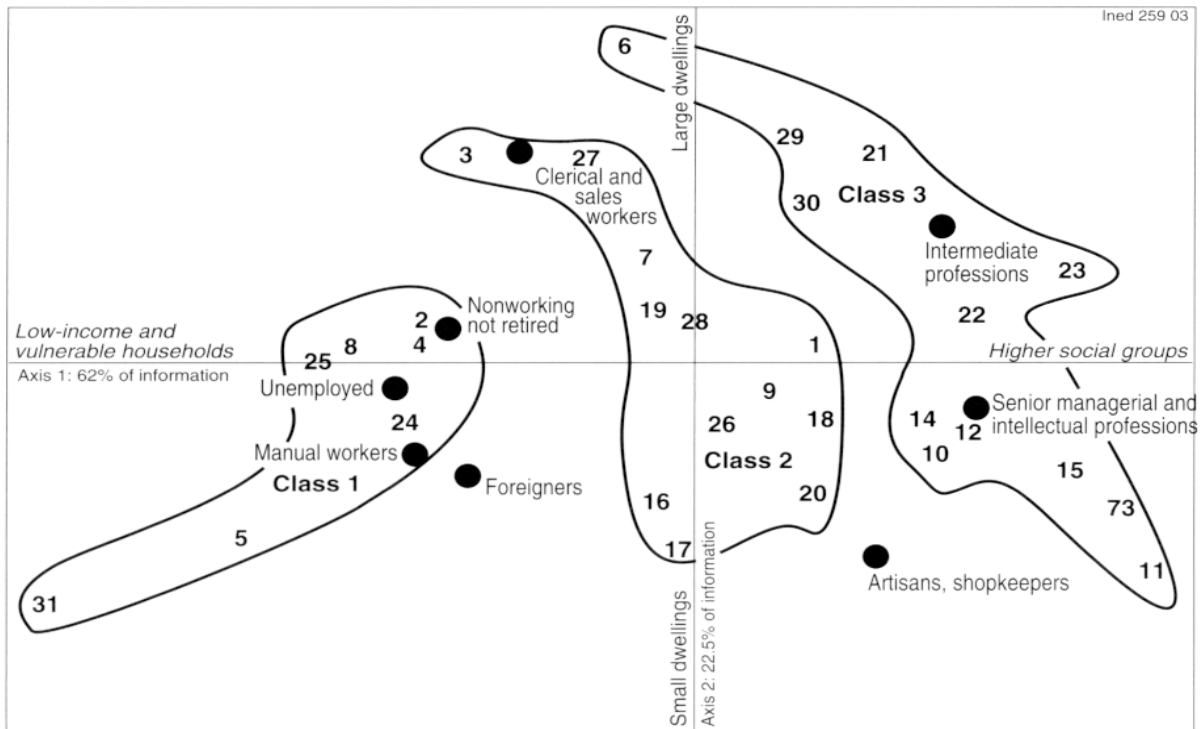 Ined 259 03
6
Large dwellings
29
21
3
27
Clerical and
sales
workers
Class 3
30
Intermediate
professions
7
23
Nonworking
not retired
2
19
28
22
Low-income and
vulnerable households
8
4
1
Higher social groups
25
Axis 1: 62% of information
Unemployed
9
Senior managerial and
intellectual professions
24
26
18
14
12
Manual workers
Class 2
10
Class 1
Foreigners
15
16
20
73
5
17
11
Artisans, shopkeepers
31
Small dwellings
Axis 2: 22.5% of information